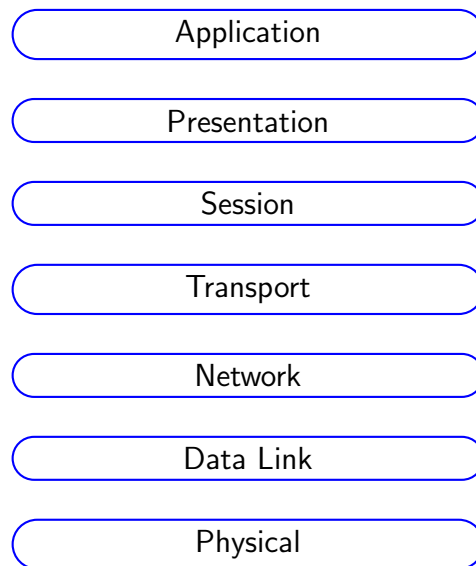 Application
Presentation
Session
Transport
Network
Data Link
Physical